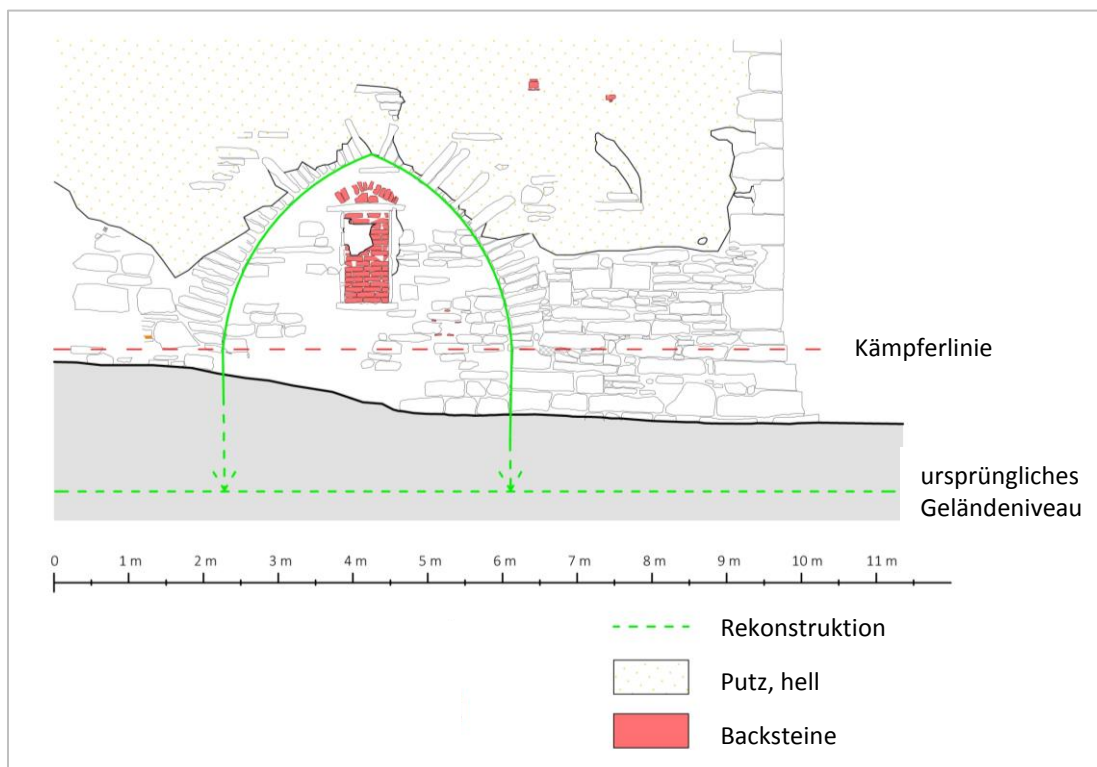 Kämpferlinie
ursprüngliches
Geländeniveau
0 1 m 2 m 3 m 4 m 5 m 6 m 7 m 8 m 9 m 10 m 11 m
Rekonstruktion
Putz, hell
Backsteine